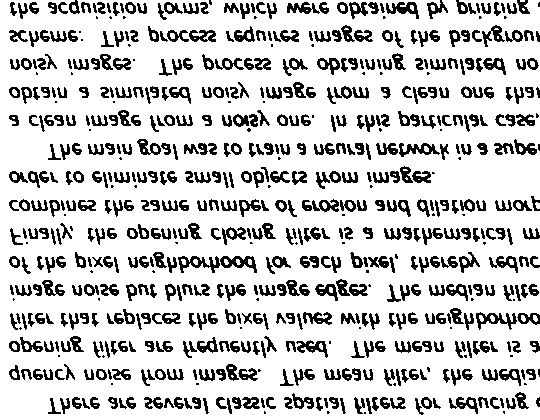 There are several classic spatial filters for reducing
quency noise from images. The mean filter, the median
opening filter are frequently used. The mean filter is a
filter that replaces the pixel values with the neighborhoo
image noise but blurs the image edges. The median filte
of the pixel neighborhood for each pixel, thereby reduc
Finally, the opening closing filter is a mathematical m
combines the same number of erosion and dilation morp
order to eliminate small objects from images.
The main goal was to train a neural network in a supe
a clean image from a noisy one. In this particular case,
obtain a simulated noisy image from a clean one than
noisy images. The process for obtaining simulated no
scheme: This process requires images of the backgroun
the acquisition forms, which were obtained by printing